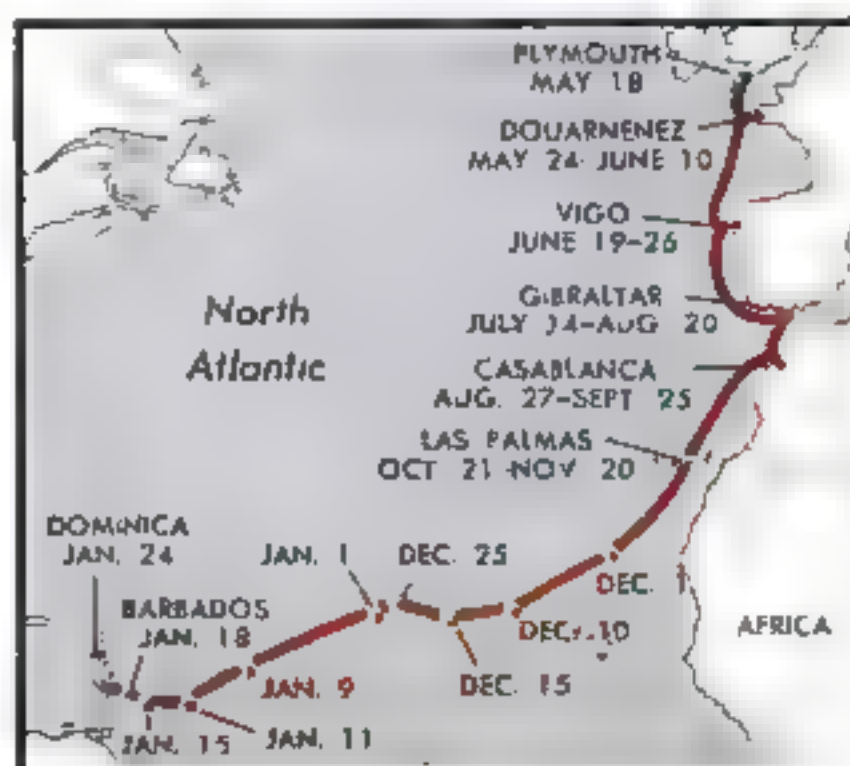 PLYMOUTH
MAY 18
DOUARNENEZ
MAY 24-JUNE 10
VIGO
JUNE 19-26
GIBRALTAR
JULY 14-AUG 20
CASABLANCA
AUG. 27-SEPT 25
LAS PALMAS
OCT 21-NOV 20
North
Atlantic
DOMINICA
JAN. 24
JAN. 1
DEC. 25
DEC. 1
BARBADOS
JAN. 18
DEC. 10
AFRICA
JAN. 9
DEC. 15
JAN. 15
JAN. 11